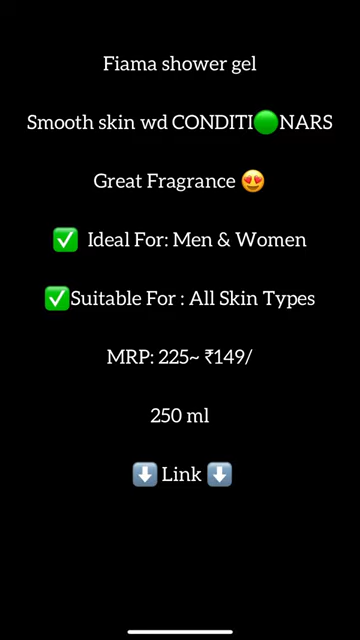 Fiama shower gel
Smooth skin wd CONDITI🟢NARS
Great Fragrance 😍
✅ Ideal For: Men & Women
✅Suitable For : All Skin Types
MRP: 225~ ₹149/
250 ml
⬇️ Link ⬇️